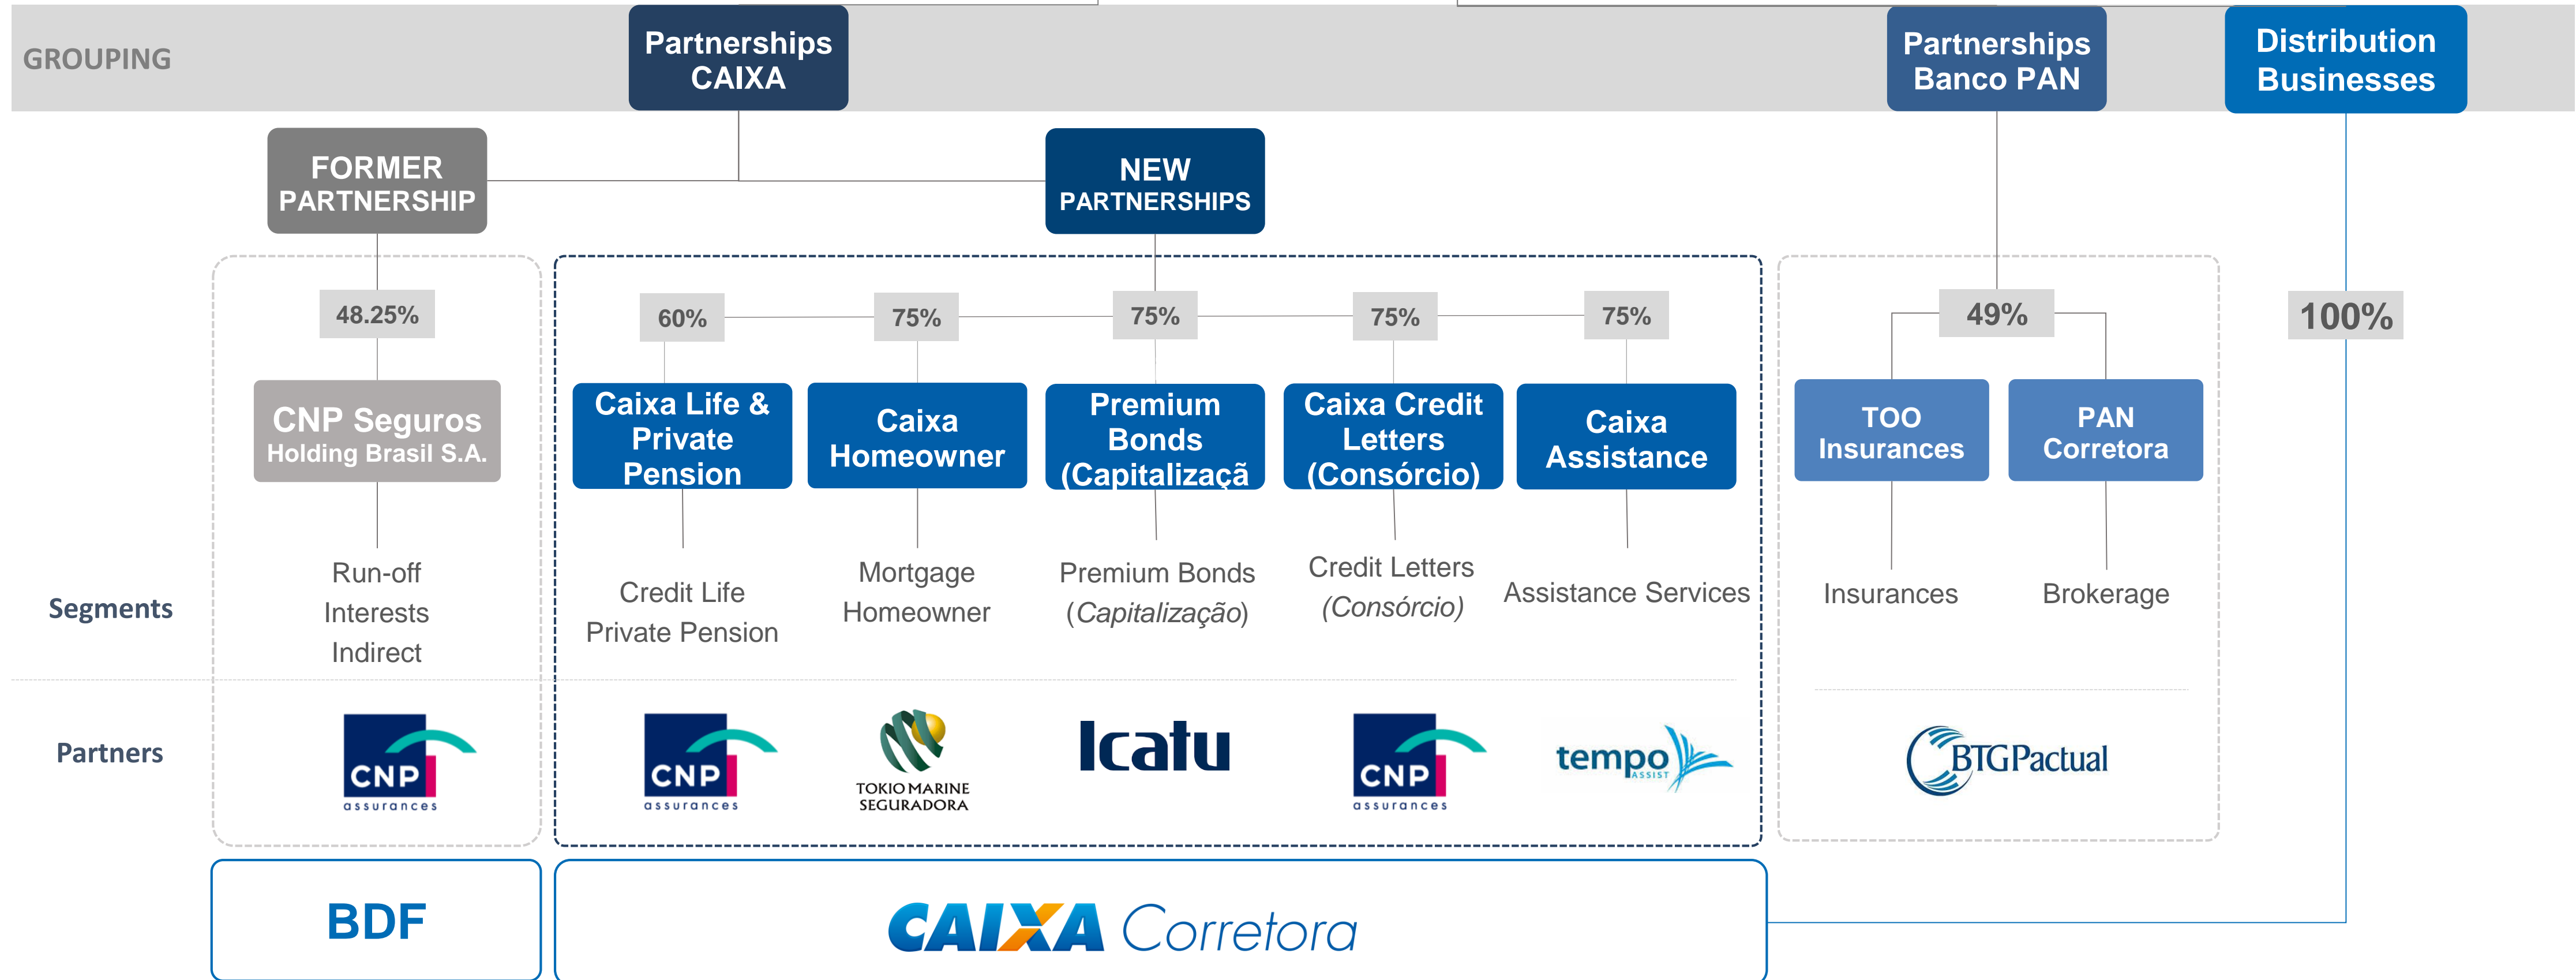 GROUPING
Partnerships
CAIXA
Partnerships
Banco PAN
Distribution
Businesses
FORMER
PARTNERSHIP
NEW
PARTNERSHIPS
48.25%
60%
75%
75%
75%
75%
49%
100%
CNP Seguros
Holding Brasil S.A.
Caixa Life &
Private
Pension
Caixa
Homeowner
Premium
Bonds
(Capitalizaçã
Caixa Credit
Letters
(Consórcio)
Caixa
Assistance
TOO
Insurances
PAN
Corretora
Segments
Run-off
Interests
Indirect
Credit Life
Private Pension
Mortgage
Homeowner
Premium Bonds
(Capitalização)
Credit Letters
(Consórcio)
Assistance Services
Insurances
Brokerage
Partners
CNP
assurances
CNP
assurances
TOKIO MARINE
SEGURADORA
Icatu
CNP
assurances
tempo
ASSIST
BTGPactual
BDF
CAIXA Corretora